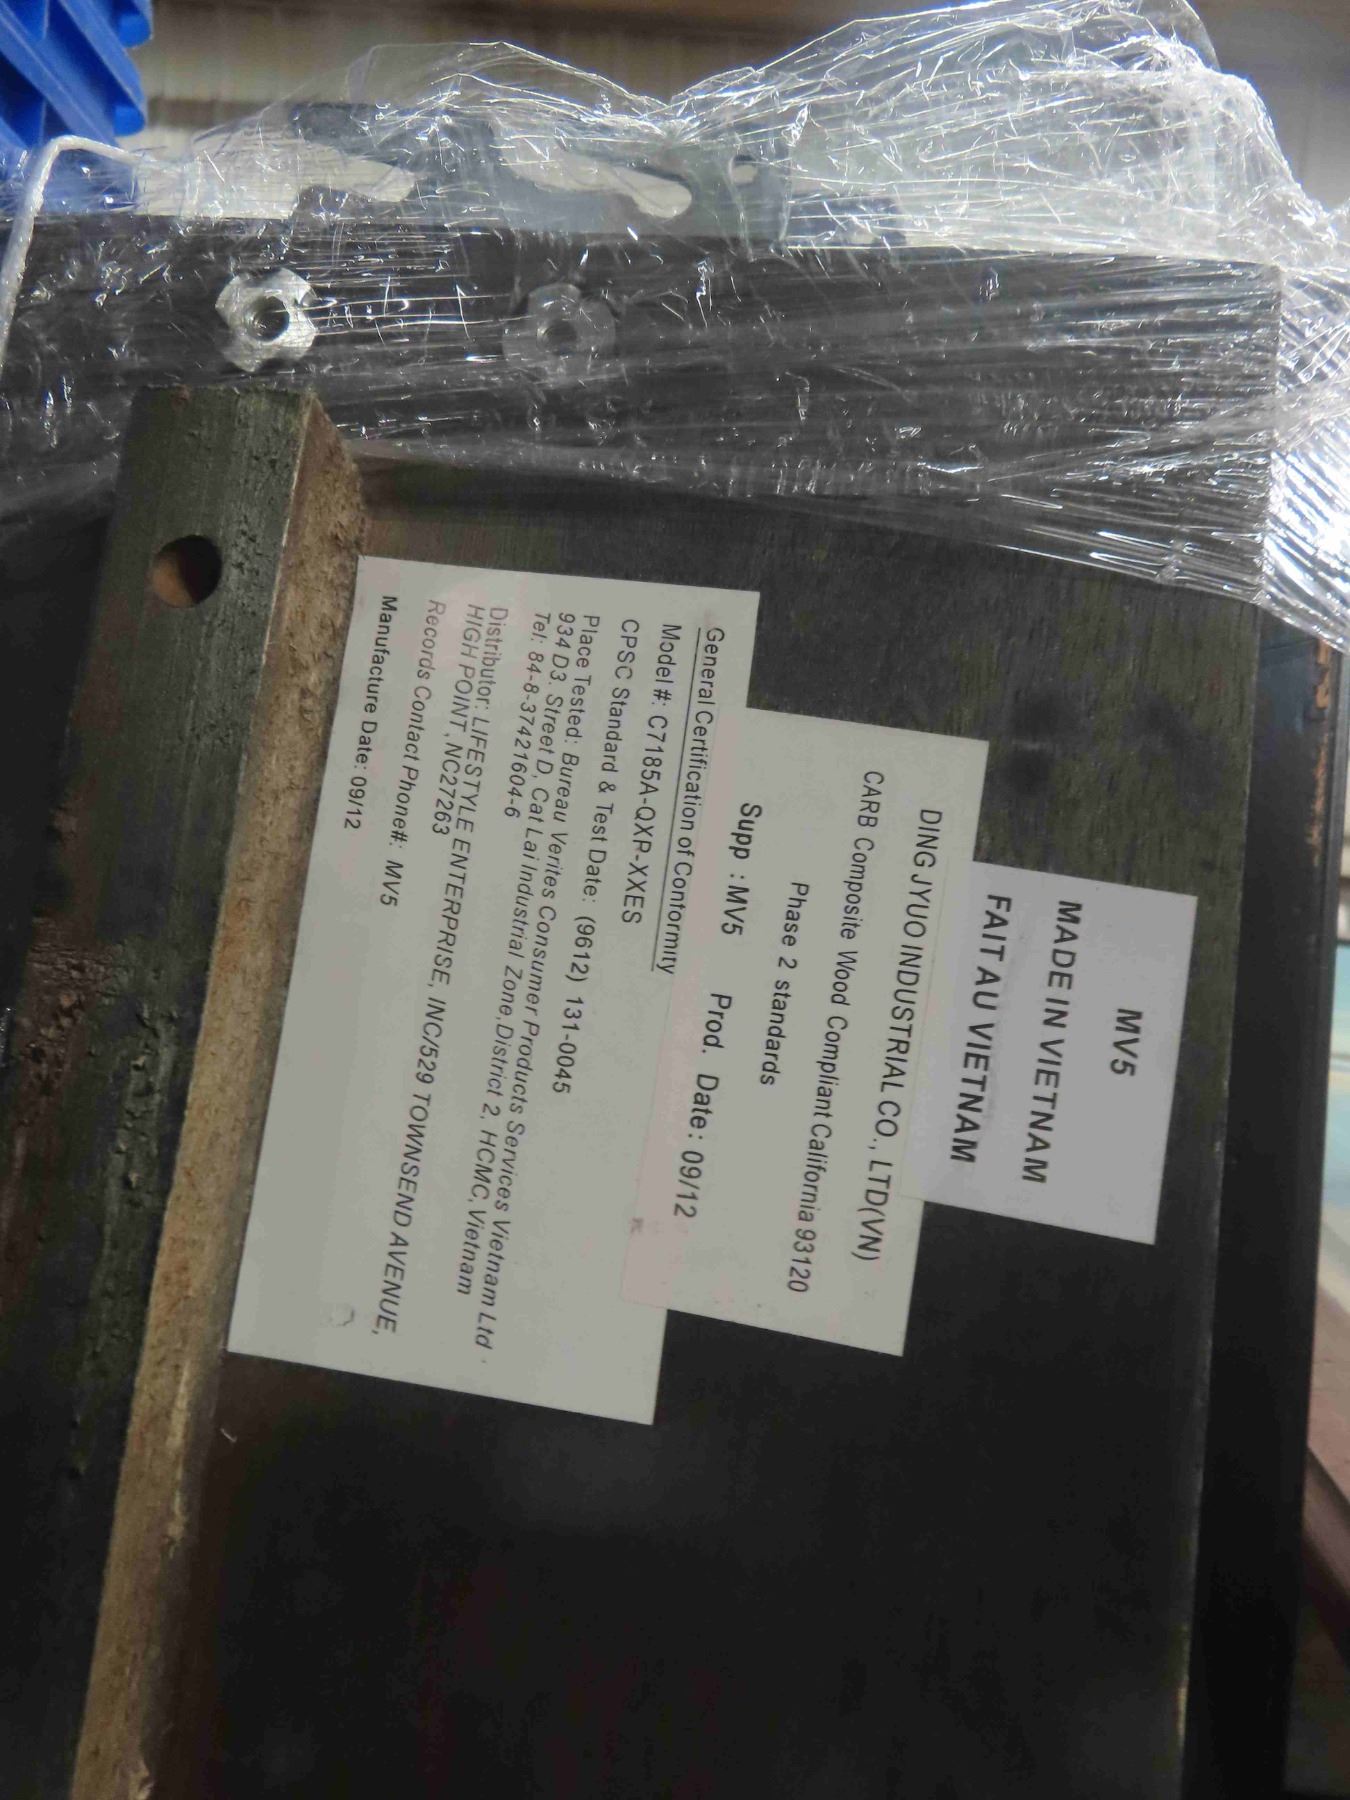 MV5
MADE IN VIETNAM
FAIT AU VIETNAM
DING JYUO INDUSTRIAL CO., LTD(VN)
CARB Composite Wood Compliant California 93120
Phase 2 standards
Supp : MV5 Prod. Date: 09/12
General Certification of Contormity
Model #: C7185A-QXR-XXES
CPSC Standard & Test Date: (9612) 131-0045
Place Tested: Bureau Verites Consumer Products Services Vietnam Ltd.
934 D3. Street D, Cat Lai Industrial Zone, District 2, HCMC, Vietnam
Tel: 84-8-37421604-6
Distributor: LIFESTYLE ENTERPRISE, INC/529 TOWNSEND AVENUE,
HIGH POINT, NC27263
Records Contact Phone#: MV5
Manufacture Date: 09/12